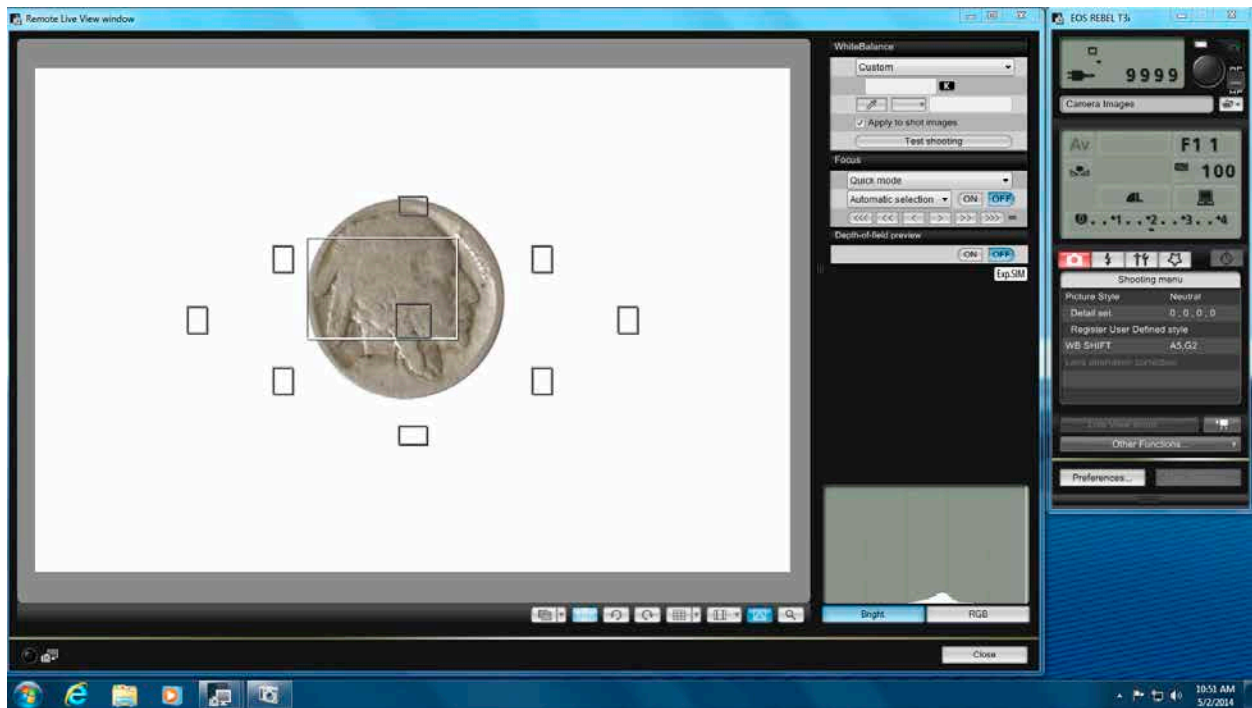 Remote Live View window
WhiteBalance
Custom
K
Apply to shot images
Test shooting
Focus
Quick mode
Automatic selection
ON OFF
<<< << < > >> >>>
Depth-of-field preview
ON OFF
Exp.SIM
Bright RGB
Close
EOS REBEL T3i
9999
Camera Images
Av F11
100
Shooting menu
Picture Style Neutral
Detail set 0,0,0,0
Register User Defined style
WB SHIFT A5,G2
Other Functions...
Preferences...
10:51 AM
5/2/2014